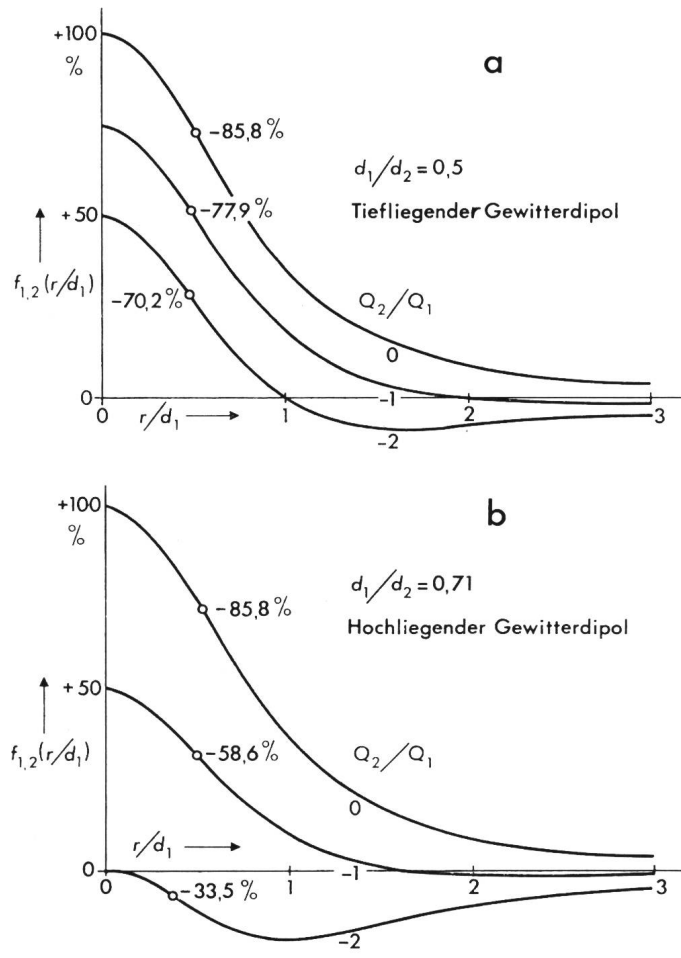 +100
%
a
-85,8 %
d₁/d₂ = 0,5
-77,9 %
Tiefliegender Gewitterdipol
+50
f₁,₂(r/d₁)
-70,2 %
Q₂/Q₁
0
0
-1
0
r/d₁
1
2
3
-2
+100
%
b
-85,8 %
d₁/d₂ = 0,71
Hochliegender Gewitterdipol
+50
f₁,₂(r/d₁)
-58,6 %
Q₂/Q₁
0
r/d₁
0
-1
0
1
2
3
-33,5 %
-2